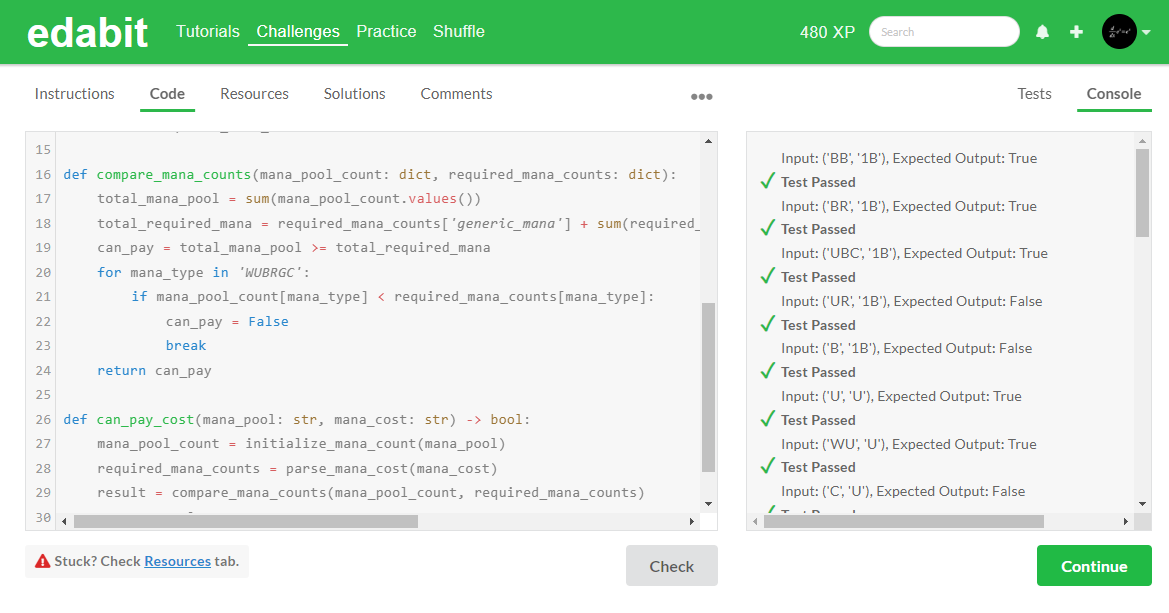 edabit
Tutorials Challenges Practice Shuffle
480 XP
Search
Instructions Code Resources Solutions Comments
Tests Console
15
16 def compare_mana_counts(mana_pool_count: dict, required_mana_counts: dict):
17 total_mana_pool = sum(mana_pool_count.values())
18 total_required_mana = required_mana_counts['generic_mana'] + sum(required_
19 can_pay = total_mana_pool >= total_required_mana
20 for mana_type in 'WUBRGC':
21 if mana_pool_count[mana_type] < required_mana_counts[mana_type]:
22 can_pay = False
23 break
24 return can_pay
25
26 def can_pay_cost(mana_pool: str, mana_cost: str) -> bool:
27 mana_pool_count = initialize_mana_count(mana_pool)
28 required_mana_counts = parse_mana_cost(mana_cost)
29 result = compare_mana_counts(mana_pool_count, required_mana_counts)
30
Input: ('BB', '1B'), Expected Output: True
Test Passed
Input: ('BR', '1B'), Expected Output: True
Test Passed
Input: ('UBC', '1B'), Expected Output: True
Test Passed
Input: ('UR', '1B'), Expected Output: False
Test Passed
Input: ('B', '1B'), Expected Output: False
Test Passed
Input: ('U', 'U'), Expected Output: True
Test Passed
Input: ('WU', 'U'), Expected Output: True
Test Passed
Input: ('C', 'U'), Expected Output: False
Test Passed
Stuck? Check Resources tab.
Check
Continue